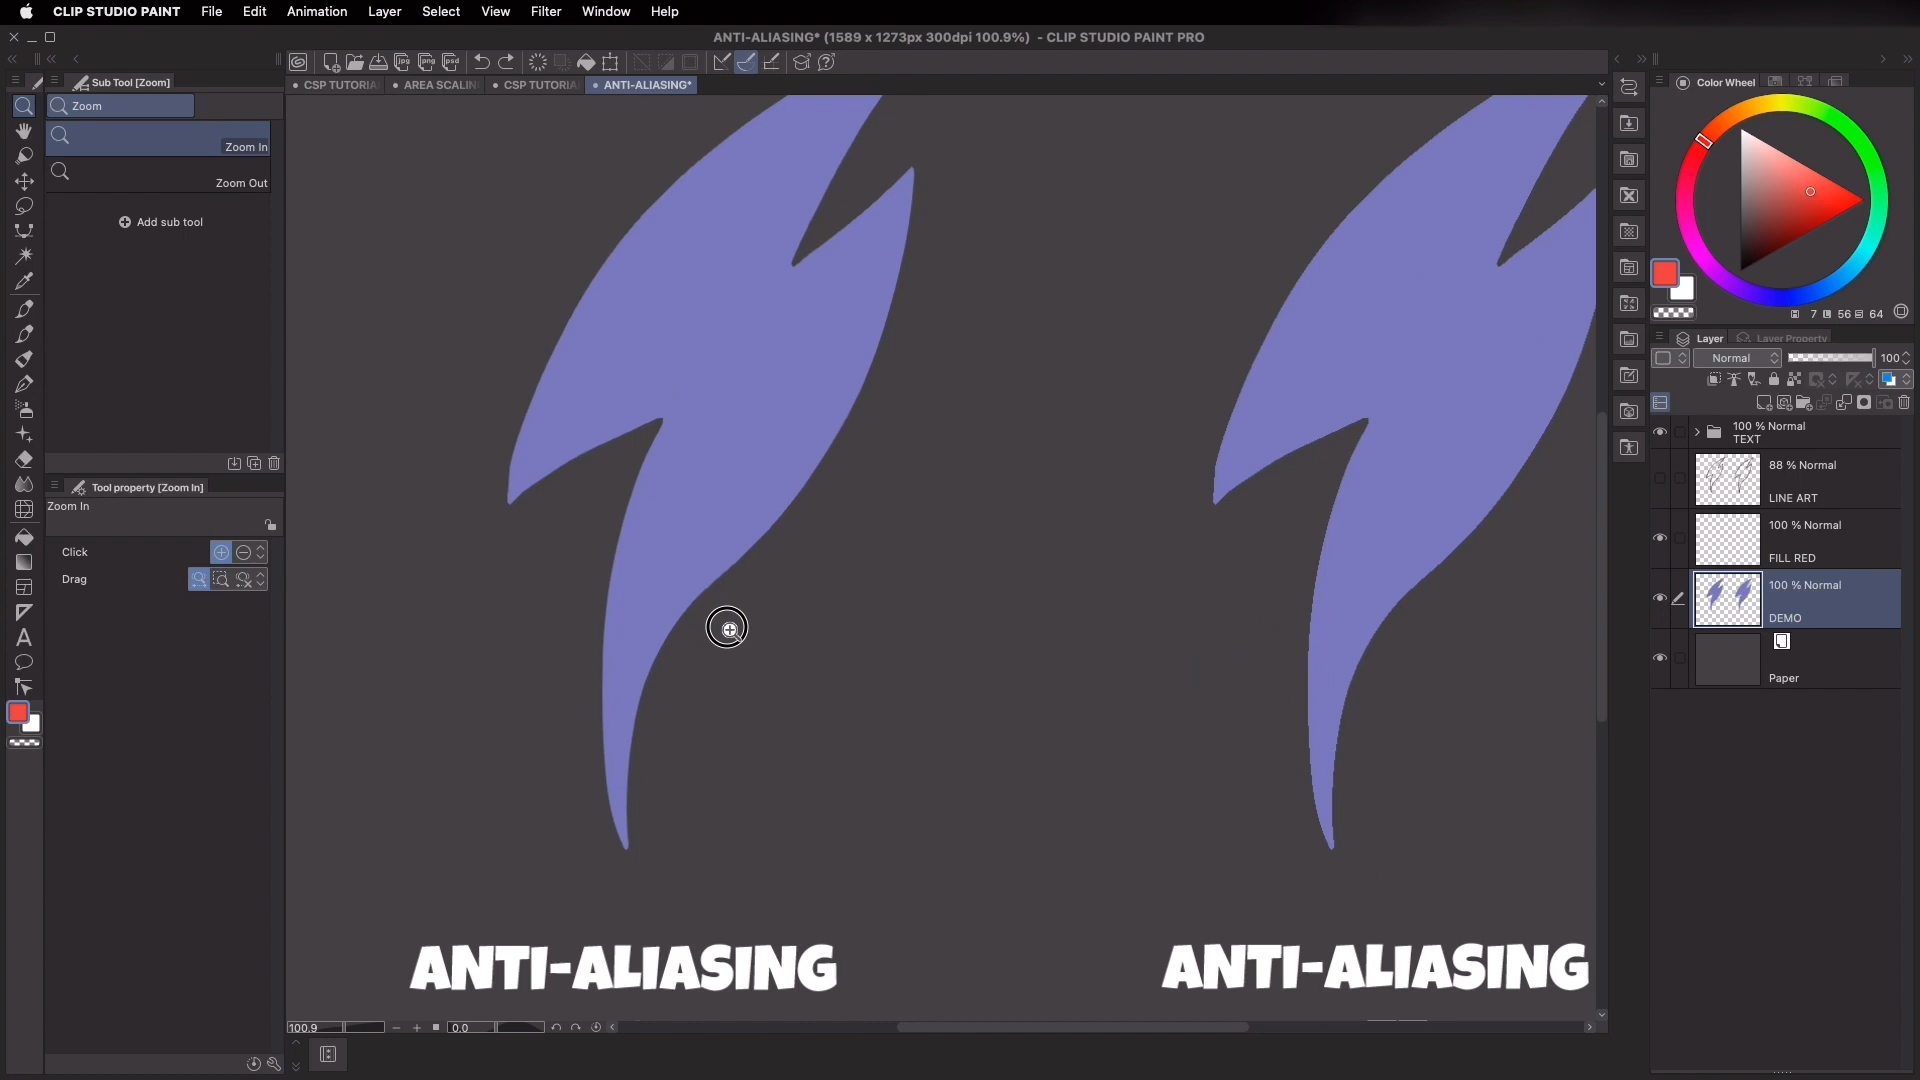 CLIP STUDIO PAINT File Edit Animation Layer Select View Filter Window Help
ANTI-ALIASING* (1589 x 1273px 300dpi 100.9%) - CLIP STUDIO PAINT PRO
CSP TUTORIA AREA SCALIN CSP TUTORIA ANTI-ALIASING*
Sub Tool [Zoom]
Zoom
Zoom In
Zoom Out
Add sub tool
Tool property [Zoom In]
Zoom In
Click
Drag
ANTI-ALIASING
ANTI-ALIASING
100.9 0.0
Color Wheel
H 7 L 56 S 64
Layer Layer Property
Normal 100
100 % Normal
TEXT
88 % Normal
LINE ART
100 % Normal
FILL RED
100 % Normal
DEMO
Paper